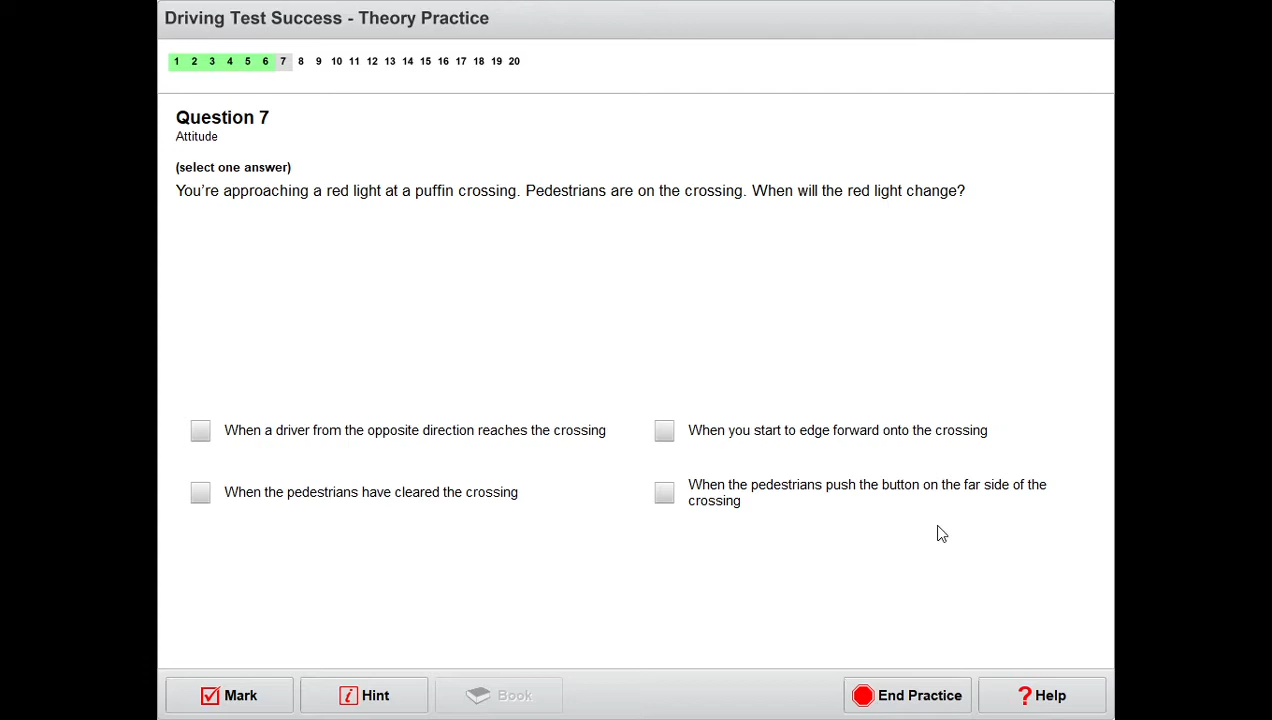 Driving Test Success - Theory Practice
1 2 3 4 5 6 7 8 9 10 11 12 13 14 15 16 17 18 19 20
Question 7
Attitude
(select one answer)
You're approaching a red light at a puffin crossing. Pedestrians are on the crossing. When will the red light change?
When a driver from the opposite direction reaches the crossing
When you start to edge forward onto the crossing
When the pedestrians have cleared the crossing
When the pedestrians push the button on the far side of the
crossing
Mark
Hint
Book
End Practice
Help